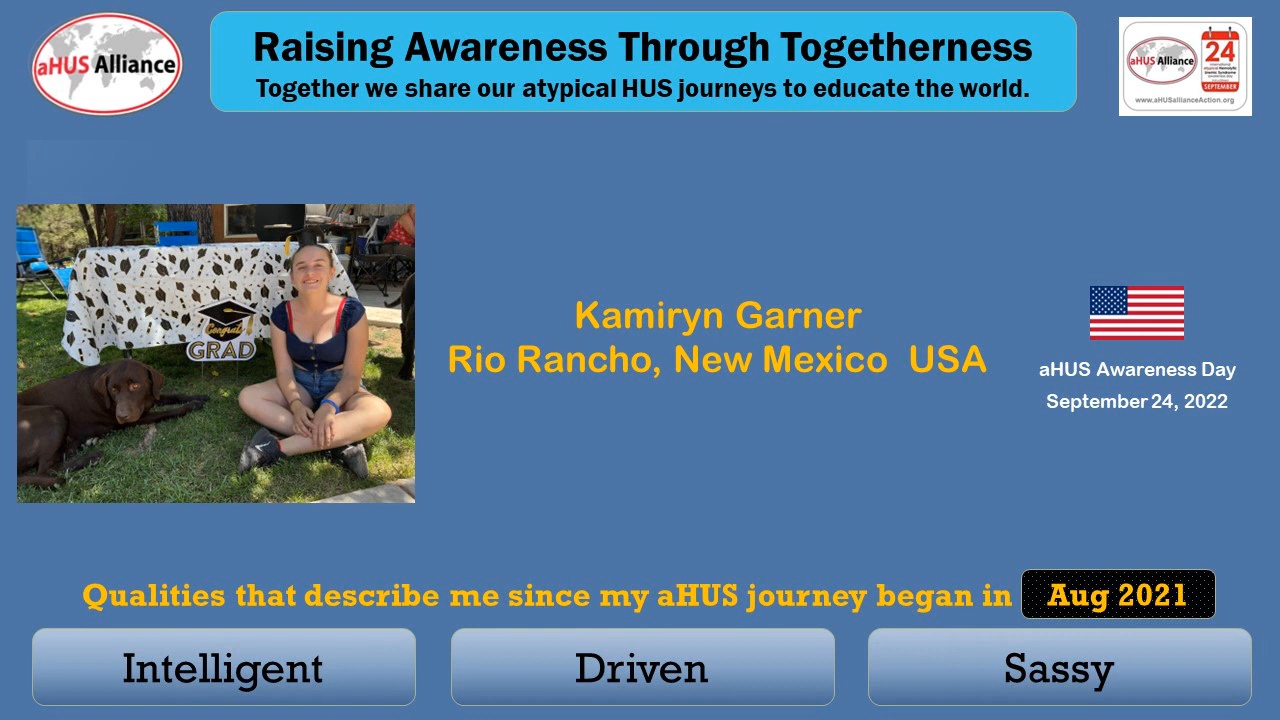 aHUS Alliance
Raising Awareness Through Togetherness
Together we share our atypical HUS journeys to educate the world.
aHUS Alliance
24
SEPTEMBER
www.aHUSallianceAction.org
Congrats
GRAD
Kamiryn Garner
Rio Rancho, New Mexico USA
aHUS Awareness Day
September 24, 2022
Qualities that describe me since my aHUS journey began in Aug 2021
Intelligent
Driven
Sassy